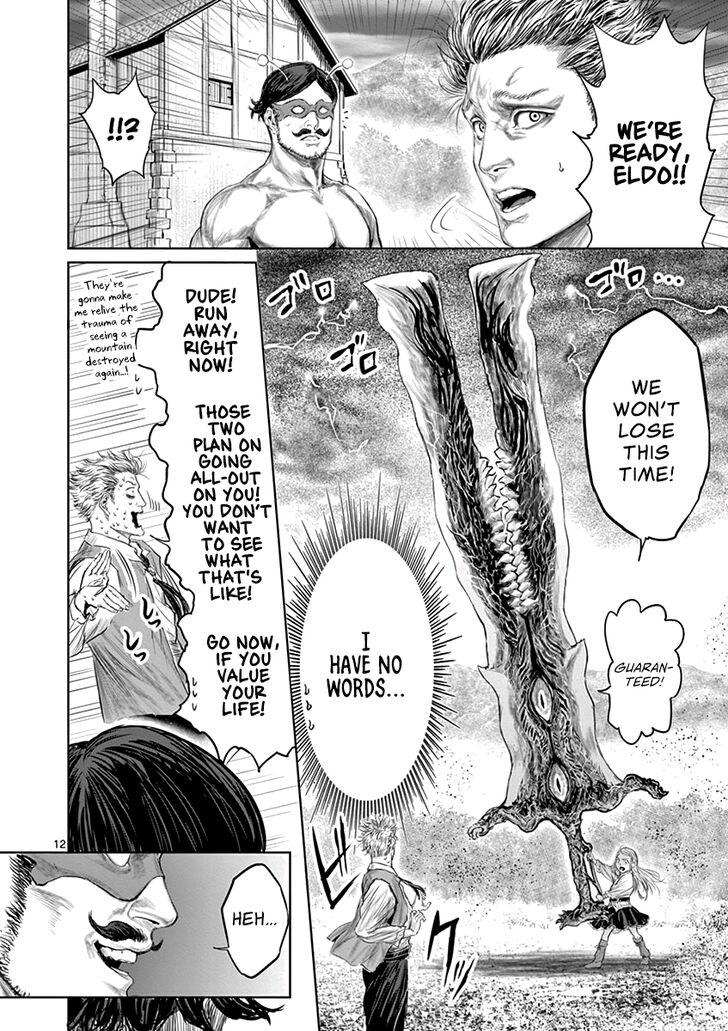 WE'RE
READY,
ELDO!!
!!?
ゴゴ...
ゴゴ
WE
WON'T
LOSE THIS
TIME!
GUARAN-
TEED!
I
HAVE NO
WORDS...
DUDE!
RUN
AWAY,
RIGHT
NOW!
THOSE
TWO
PLAN ON
GOING
ALL-OUT
ON YOU!
YOU DON'T
WANT
TO SEE
WHAT
THAT'S
LIKE!
GO NOW,
IF YOU
VALUE
YOUR
LIFE!
They're
gonna make
me relive the
trauma of
seeing a
mountain
destroyed
again...!
HEH...
12